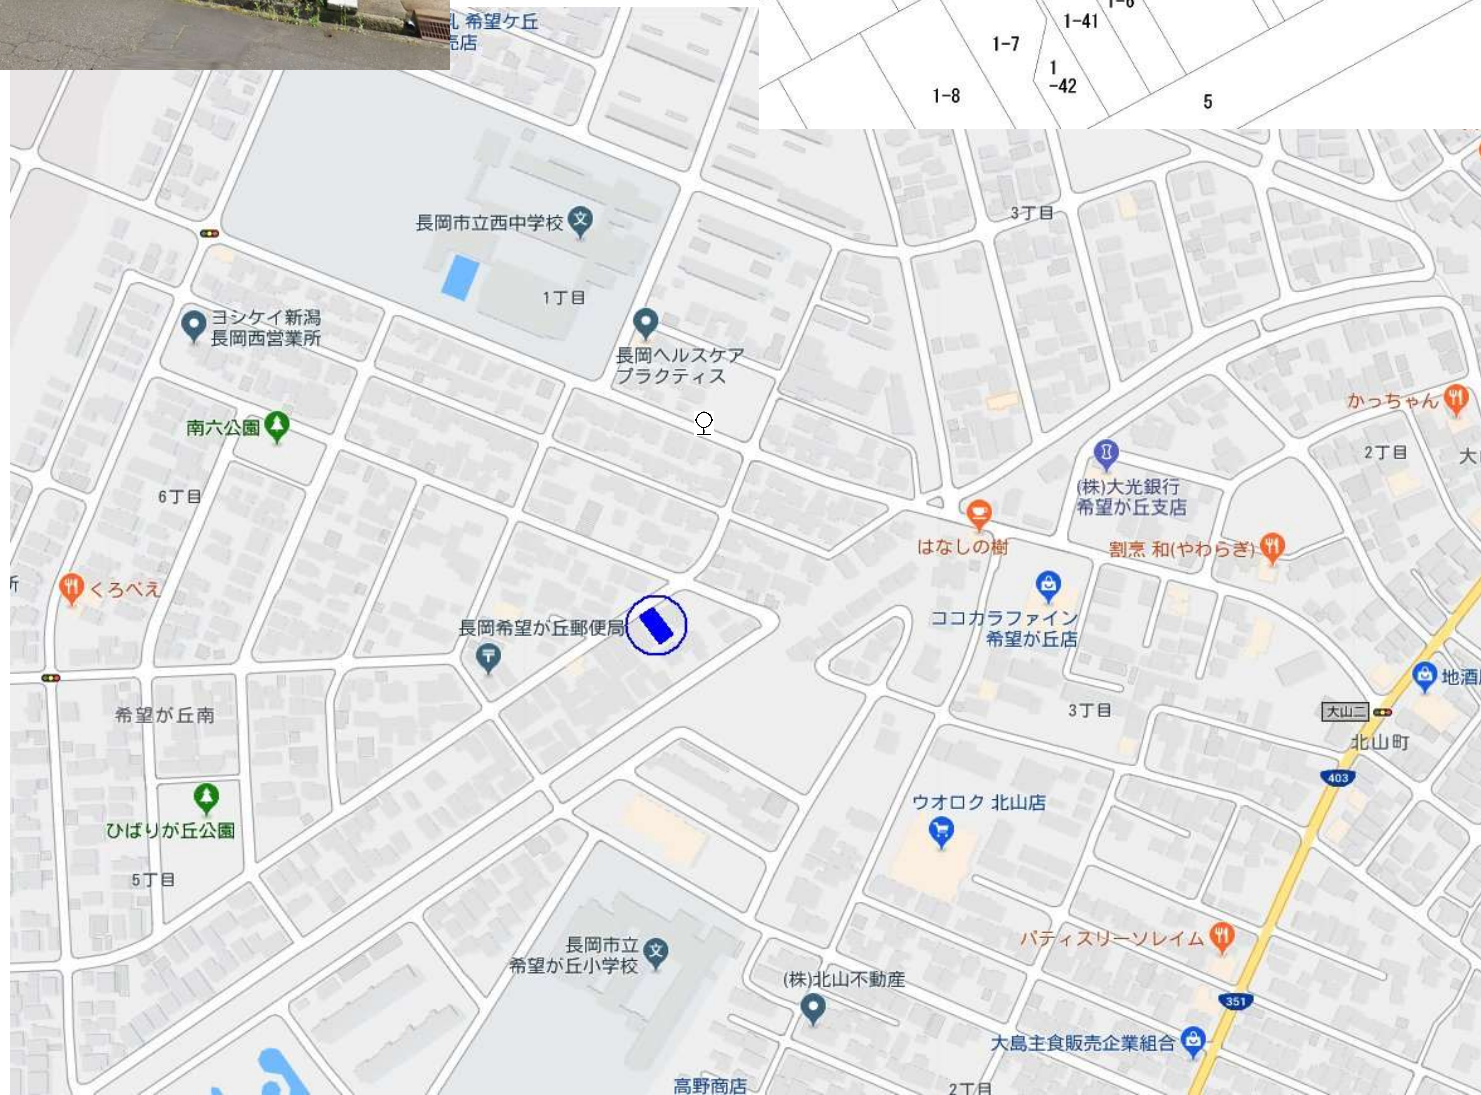 希望ケ丘
売店
1-6
1-41
1-7
1
-42
1-8
5
3丁目
長岡市立西中学校
文
1丁目
ヨシケイ新潟
長岡西営業所
長岡ヘルスケア
プラクティス
かっちゃん
南六公園
2丁目
(株)大光銀行
希望が丘支店
6丁目
はなしの樹
割烹 和(やわらぎ)
くろべえ
ココカラファイン
希望が丘店
長岡希望が丘郵便局
〒
地酒
希望が丘南
3丁目
大山二
北山町
403
ウオロク 北山店
ひばりが丘公園
5丁目
パティスリーソレイム
長岡市立
希望が丘小学校
文
(株)北山不動産
351
大島主食販売企業組合
高野商店
2丁目